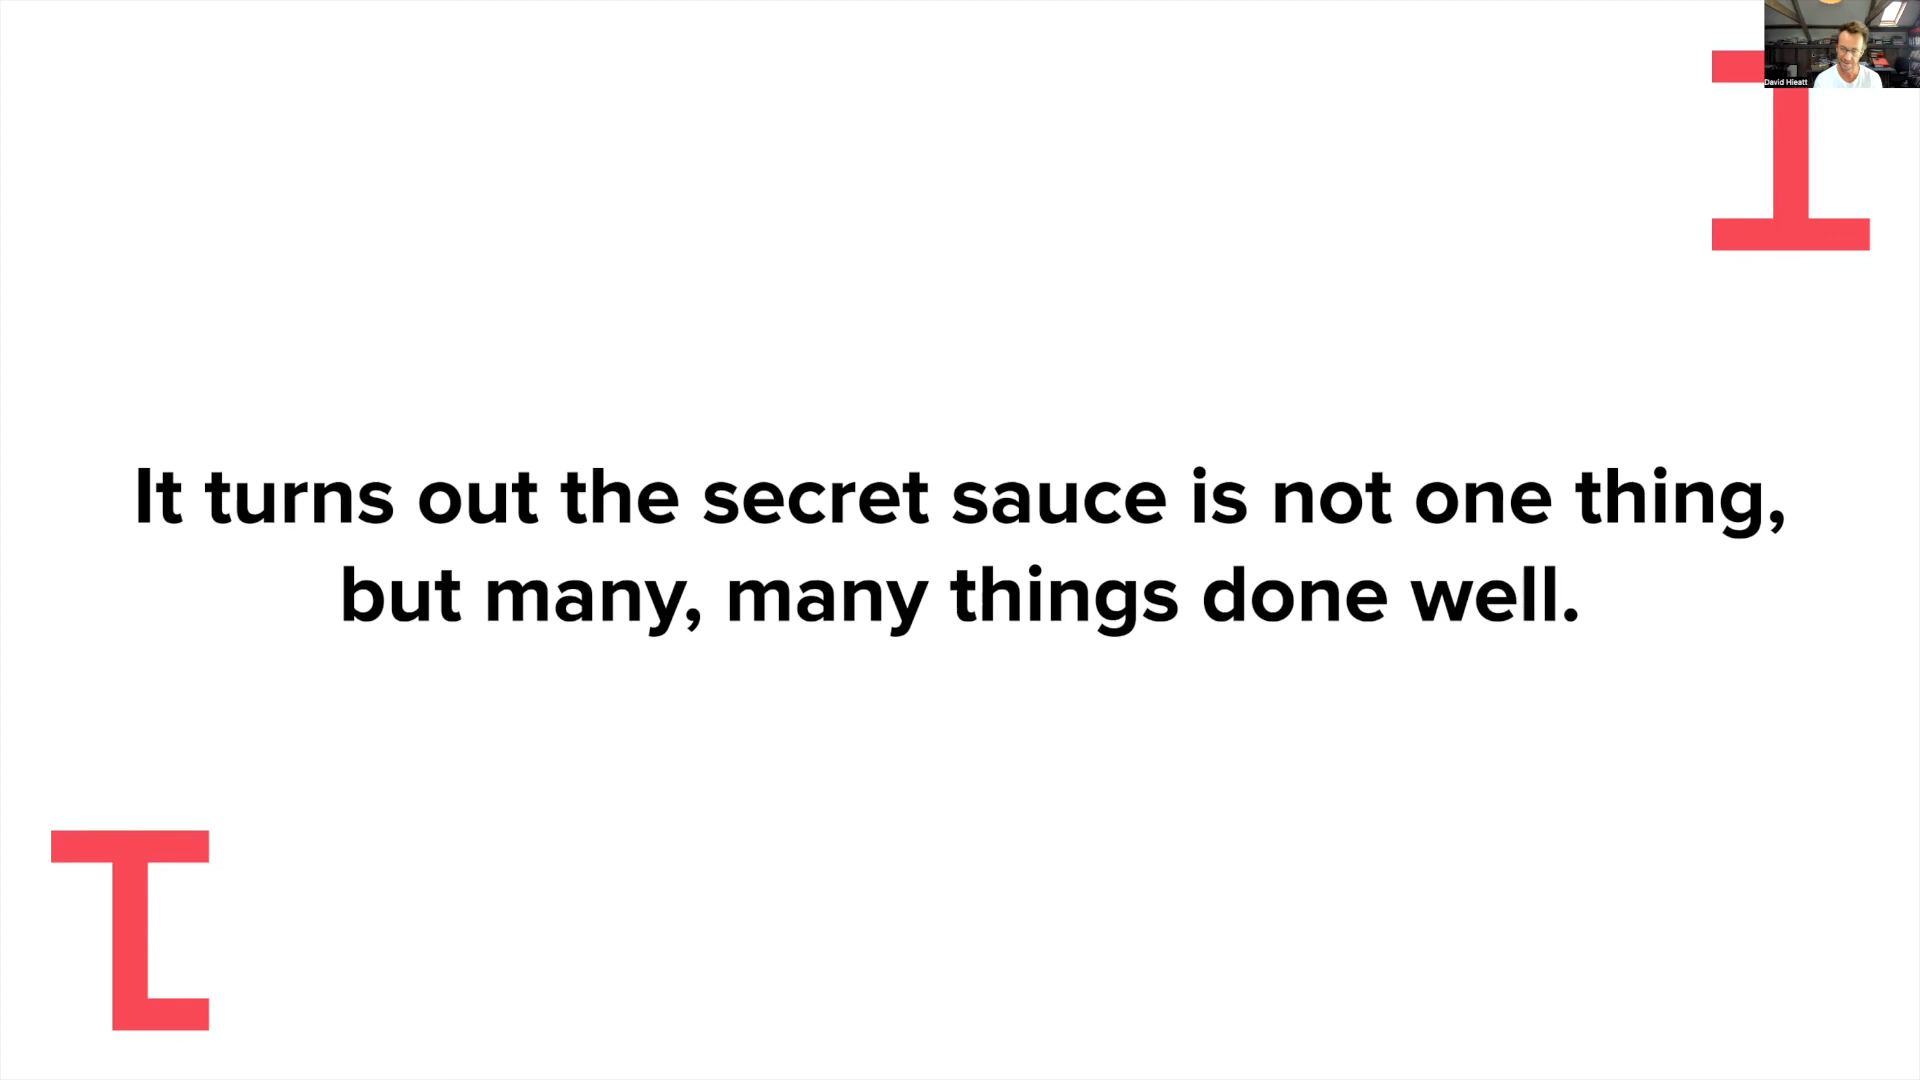 David Hieatt
It turns out the secret sauce is not one thing,
but many, many things done well.